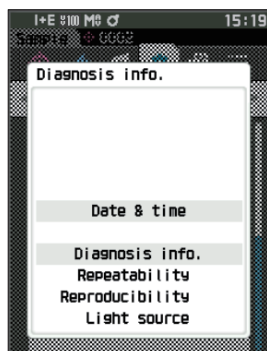 I+E M 15:19
Sample 0002
Diagnosis info.
Date & time
Diagnosis info.
Repeatability
Reproducibility
Light source